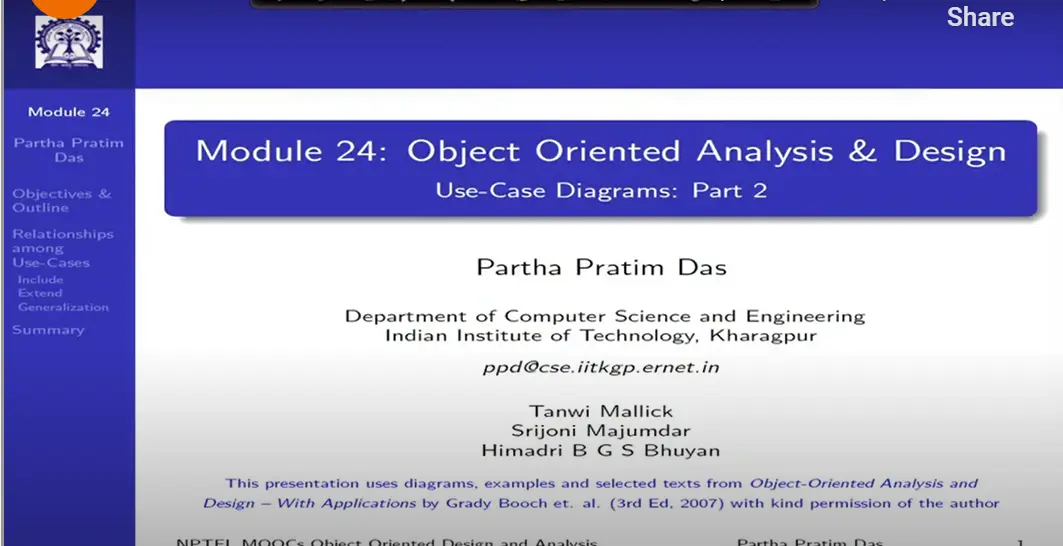 Share
Module 24
Partha Pratim
Das
Objectives &
Outline
Relationships
among
Use-Cases
Include
Extend
Generalization
Summary
Module 24: Object Oriented Analysis & Design
Use-Case Diagrams: Part 2
Partha Pratim Das
Department of Computer Science and Engineering
Indian Institute of Technology, Kharagpur
ppd@cse.iitkgp.ernet.in
Tanwi Mallick
Srijoni Majumdar
Himadri B G S Bhuyan
This presentation uses diagrams, examples and selected texts from Object-Oriented Analysis and
Design – With Applications by Grady Booch et. al. (3rd Ed, 2007) with kind permission of the author
NPTEL MOOCs Object Oriented Design and Analysis
Partha Pratim Das
1